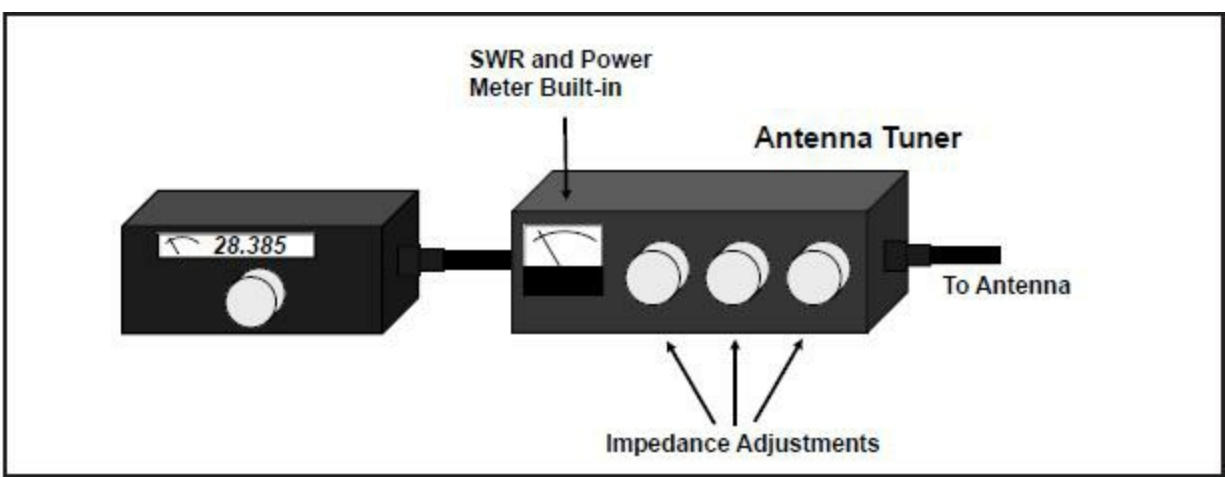 SWR and Power
Meter Built-in
Antenna Tuner
28.385
To Antenna
Impedance Adjustments